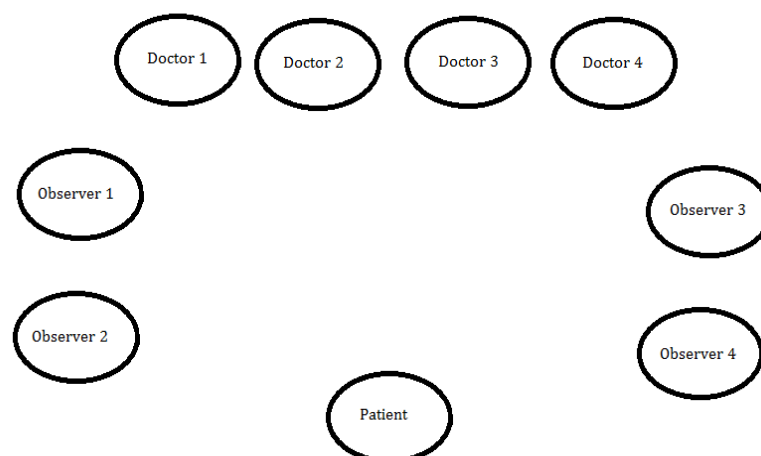 Doctor 1
Doctor 2
Doctor 3
Doctor 4
Observer 1
Observer 3
Observer 2
Observer 4
Patient